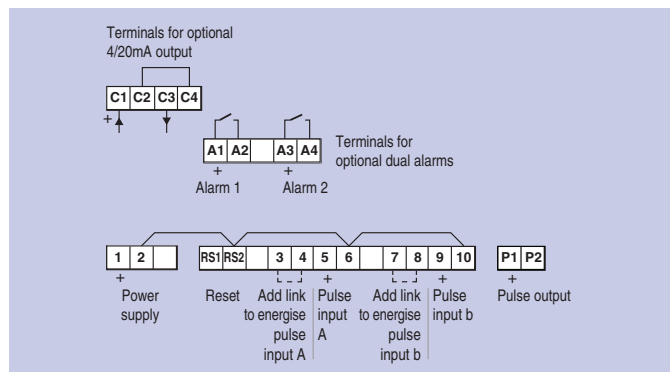 Terminals for optional
4/20mA output
C1 C2 C3 C4
+
A1 A2 A3 A4
Terminals for
optional dual alarms
+ +
Alarm 1 Alarm 2
1 2 RS1 RS2 3 4 5 6 7 8 9 10 P1 P2
+ + + +
Power
supply
Reset
Add link
to energise
pulse
input A
Pulse
input
A
Add link
to energise
pulse
input b
Pulse
input b
Pulse output